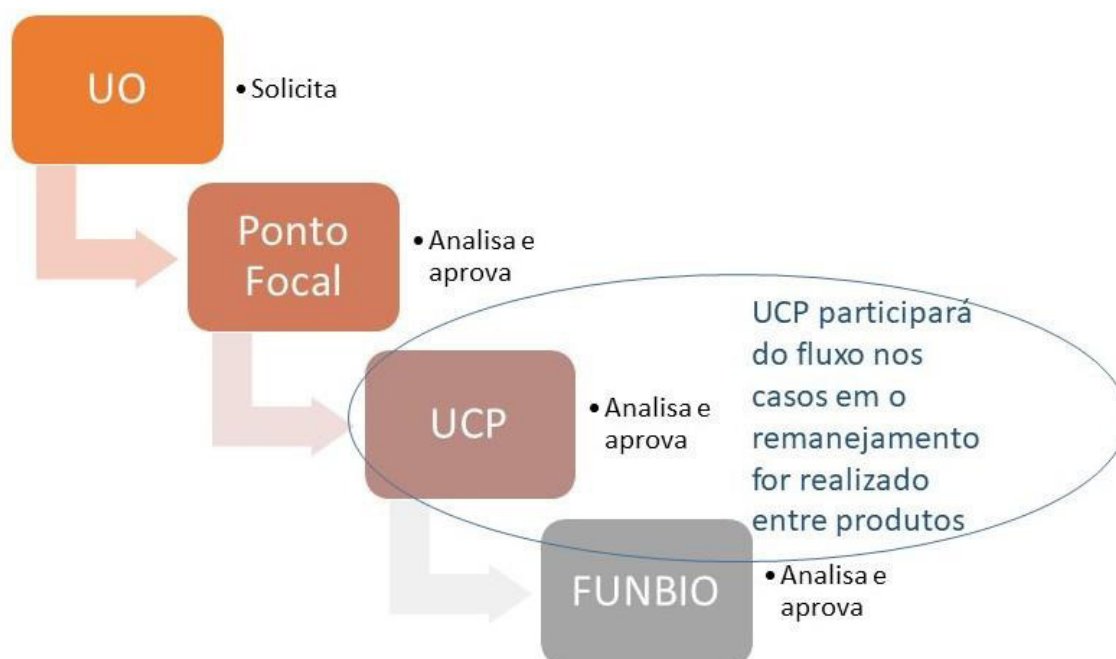 UO
• Solicita
Ponto
Focal
• Analisa e
aprova
UCP
• Analisa e
aprova
UCP participará
do fluxo nos
casos em o
remanejamento
for realizado
entre produtos
FUNBIO
• Analisa e
aprova